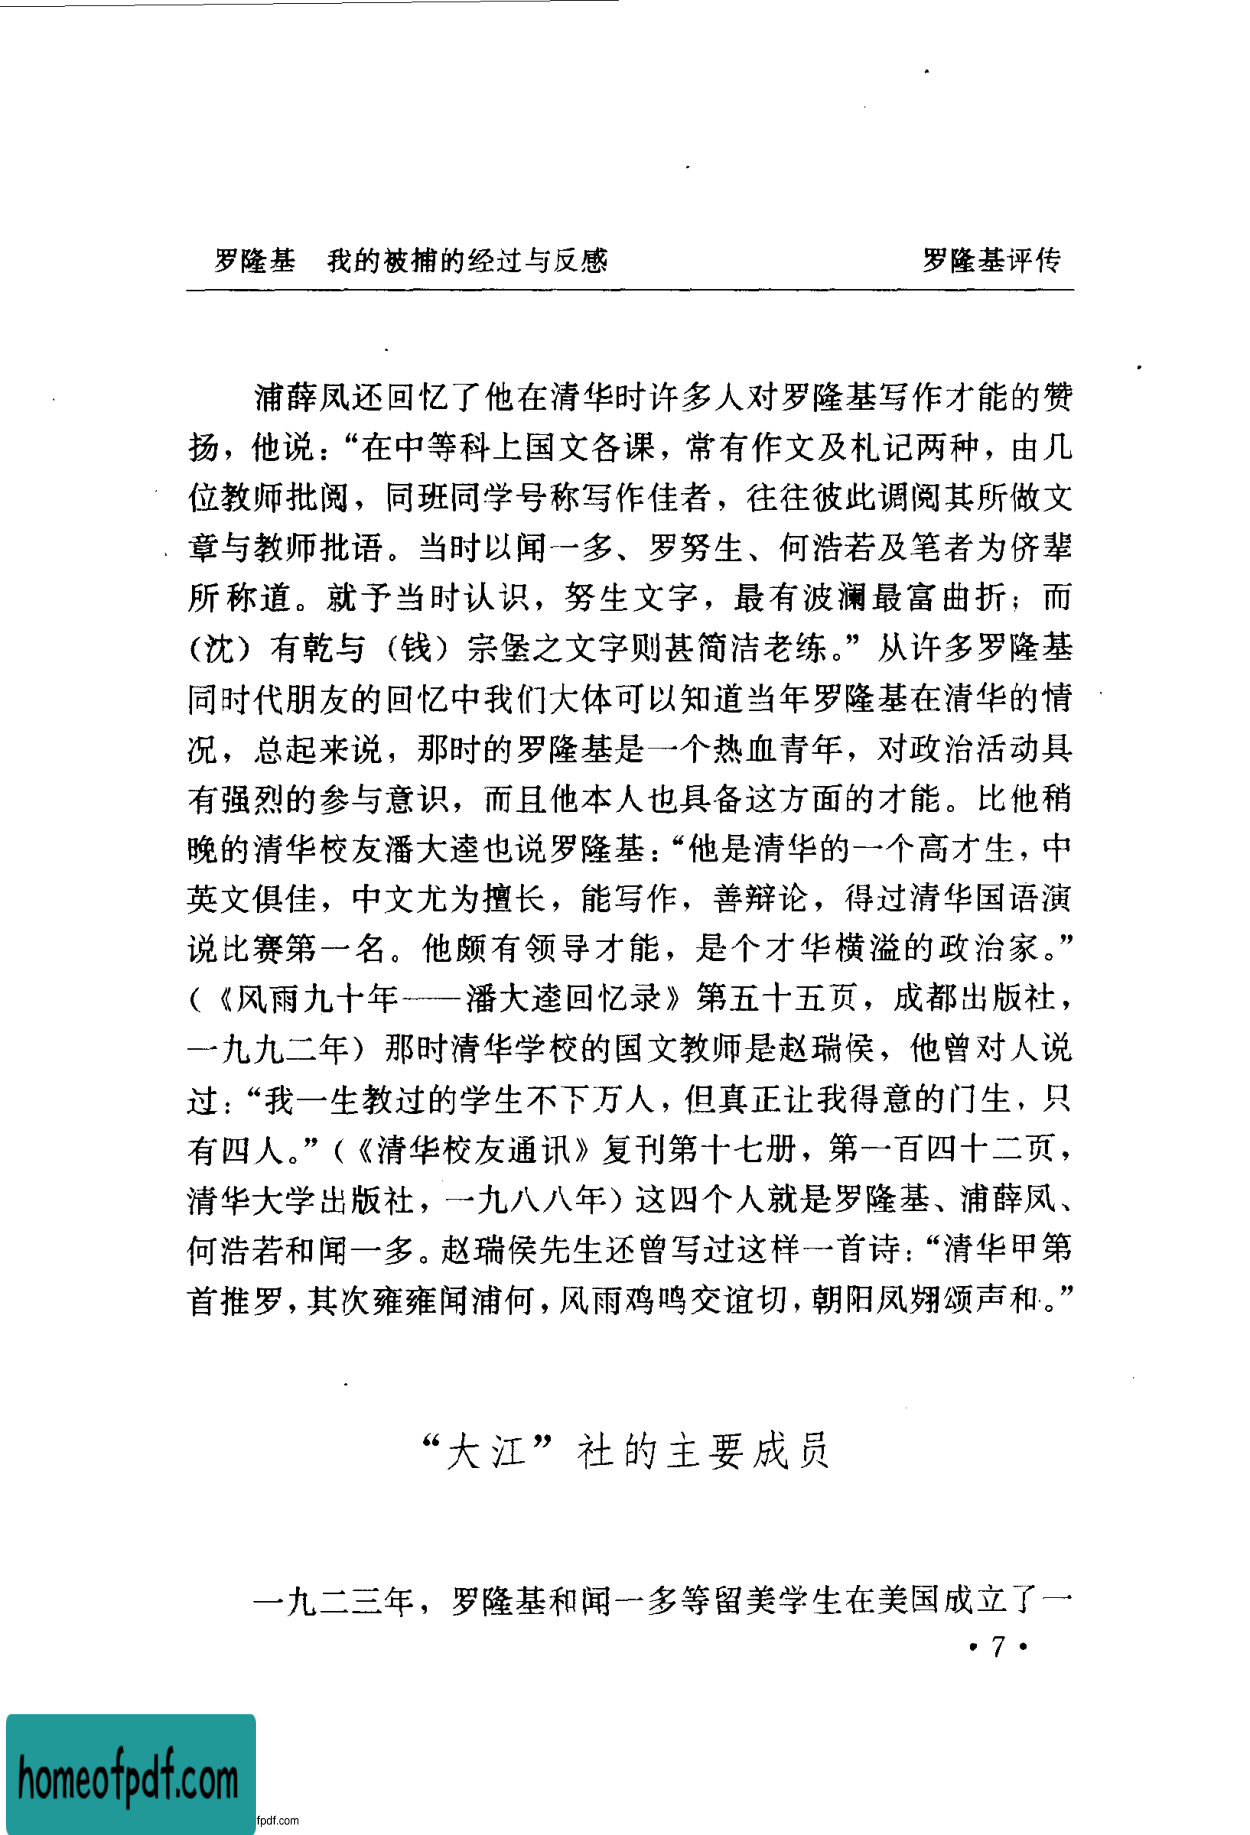 罗隆基　我的被捕的经过与反感　罗隆基评传
浦薛凤还回忆了他在清华时许多人对罗隆基写作才能的赞
扬，他说：“在中等科上国文各课，常有作文及札记两种，由几
位教师批阅，同班同学号称写作佳者，往往彼此调阅其所做文
章与教师批语。当时以闻一多、罗努生、何浩若及笔者为侪辈
所称道。就予当时认识，努生文字，最有波澜最富曲折；而
（沈）有乾与（钱）宗堡之文字则甚简洁老练。”从许多罗隆基
同时代朋友的回忆中我们大体可以知道当年罗隆基在清华的情
况，总起来说，那时的罗隆基是一个热血青年，对政治活动具
有强烈的参与意识，而且他本人也具备这方面的才能。比他稍
晚的清华校友潘大逵也说罗隆基：“他是清华的一个高才生，中
英文俱佳，中文尤为擅长，能写作，善辩论，得过清华国语演
说比赛第一名。他颇有领导才能，是个才华横溢的政治家。”
（《风雨九十年——潘大逵回忆录》第五十五页，成都出版社，
一九九二年）那时清华学校的国文教师是赵瑞侯，他曾对人说
过：“我一生教过的学生不下万人，但真正让我得意的门生，只
有四人。”（《清华校友通讯》复刊第十七册，第一百四十二页，
清华大学出版社，一九八八年）这四个人就是罗隆基、浦薛凤、
何浩若和闻一多。赵瑞侯先生还曾写过这样一首诗：“清华甲第
首推罗，其次雍雍闻浦何，风雨鸡鸣交谊切，朝阳凤翙颂声和。”
“大江”社的主要成员
一九二三年，罗隆基和闻一多等留美学生在美国成立了一
·7·
homeofpdf.com
fpdf.com